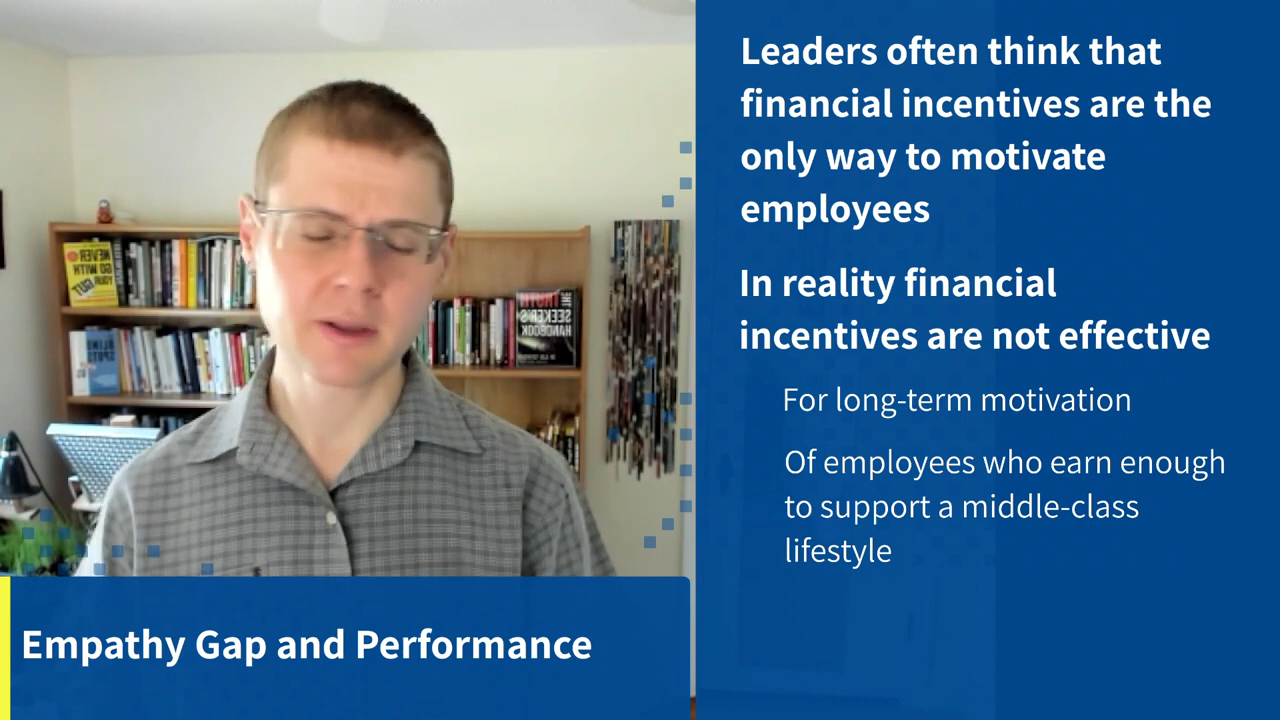 Leaders often think that
financial incentives are the
only way to motivate
employees
In reality financial
incentives are not effective
For long-term motivation
Of employees who earn enough
to support a middle-class
lifestyle
NEVER
GO WITH
YOUR
GUT
BLIND
SPOTS
TRUTH
SEEKER'S
HANDBOOK
Empathy Gap and Performance